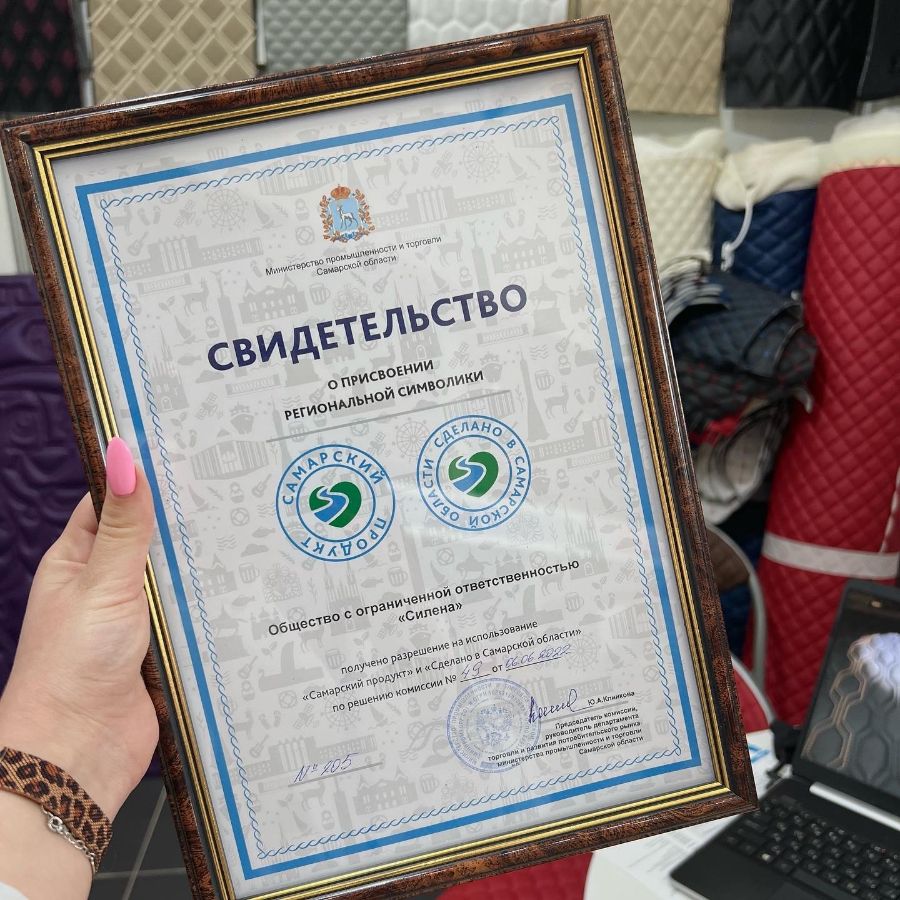 Министерство промышленности и торговли
Самарской области
СВИДЕТЕЛЬСТВО
О ПРИСВОЕНИИ
РЕГИОНАЛЬНОЙ СИМВОЛИКИ
САМАРСКИЙ ПРОДУКТ
СДЕЛАНО В САМАРСКОЙ ОБЛАСТИ
Общество с ограниченной ответственностью
«Силена»
получено разрешение на использование
«Самарский продукт» и «Сделано в Самарской области»
по решению комиссии № 49 от 06.06.2022
Ю.А.Клиникова
Председатель комиссии,
руководитель департамента
торговли и развития потребительского рынка
министерства промышленности и торговли
Самарской области
№ 205